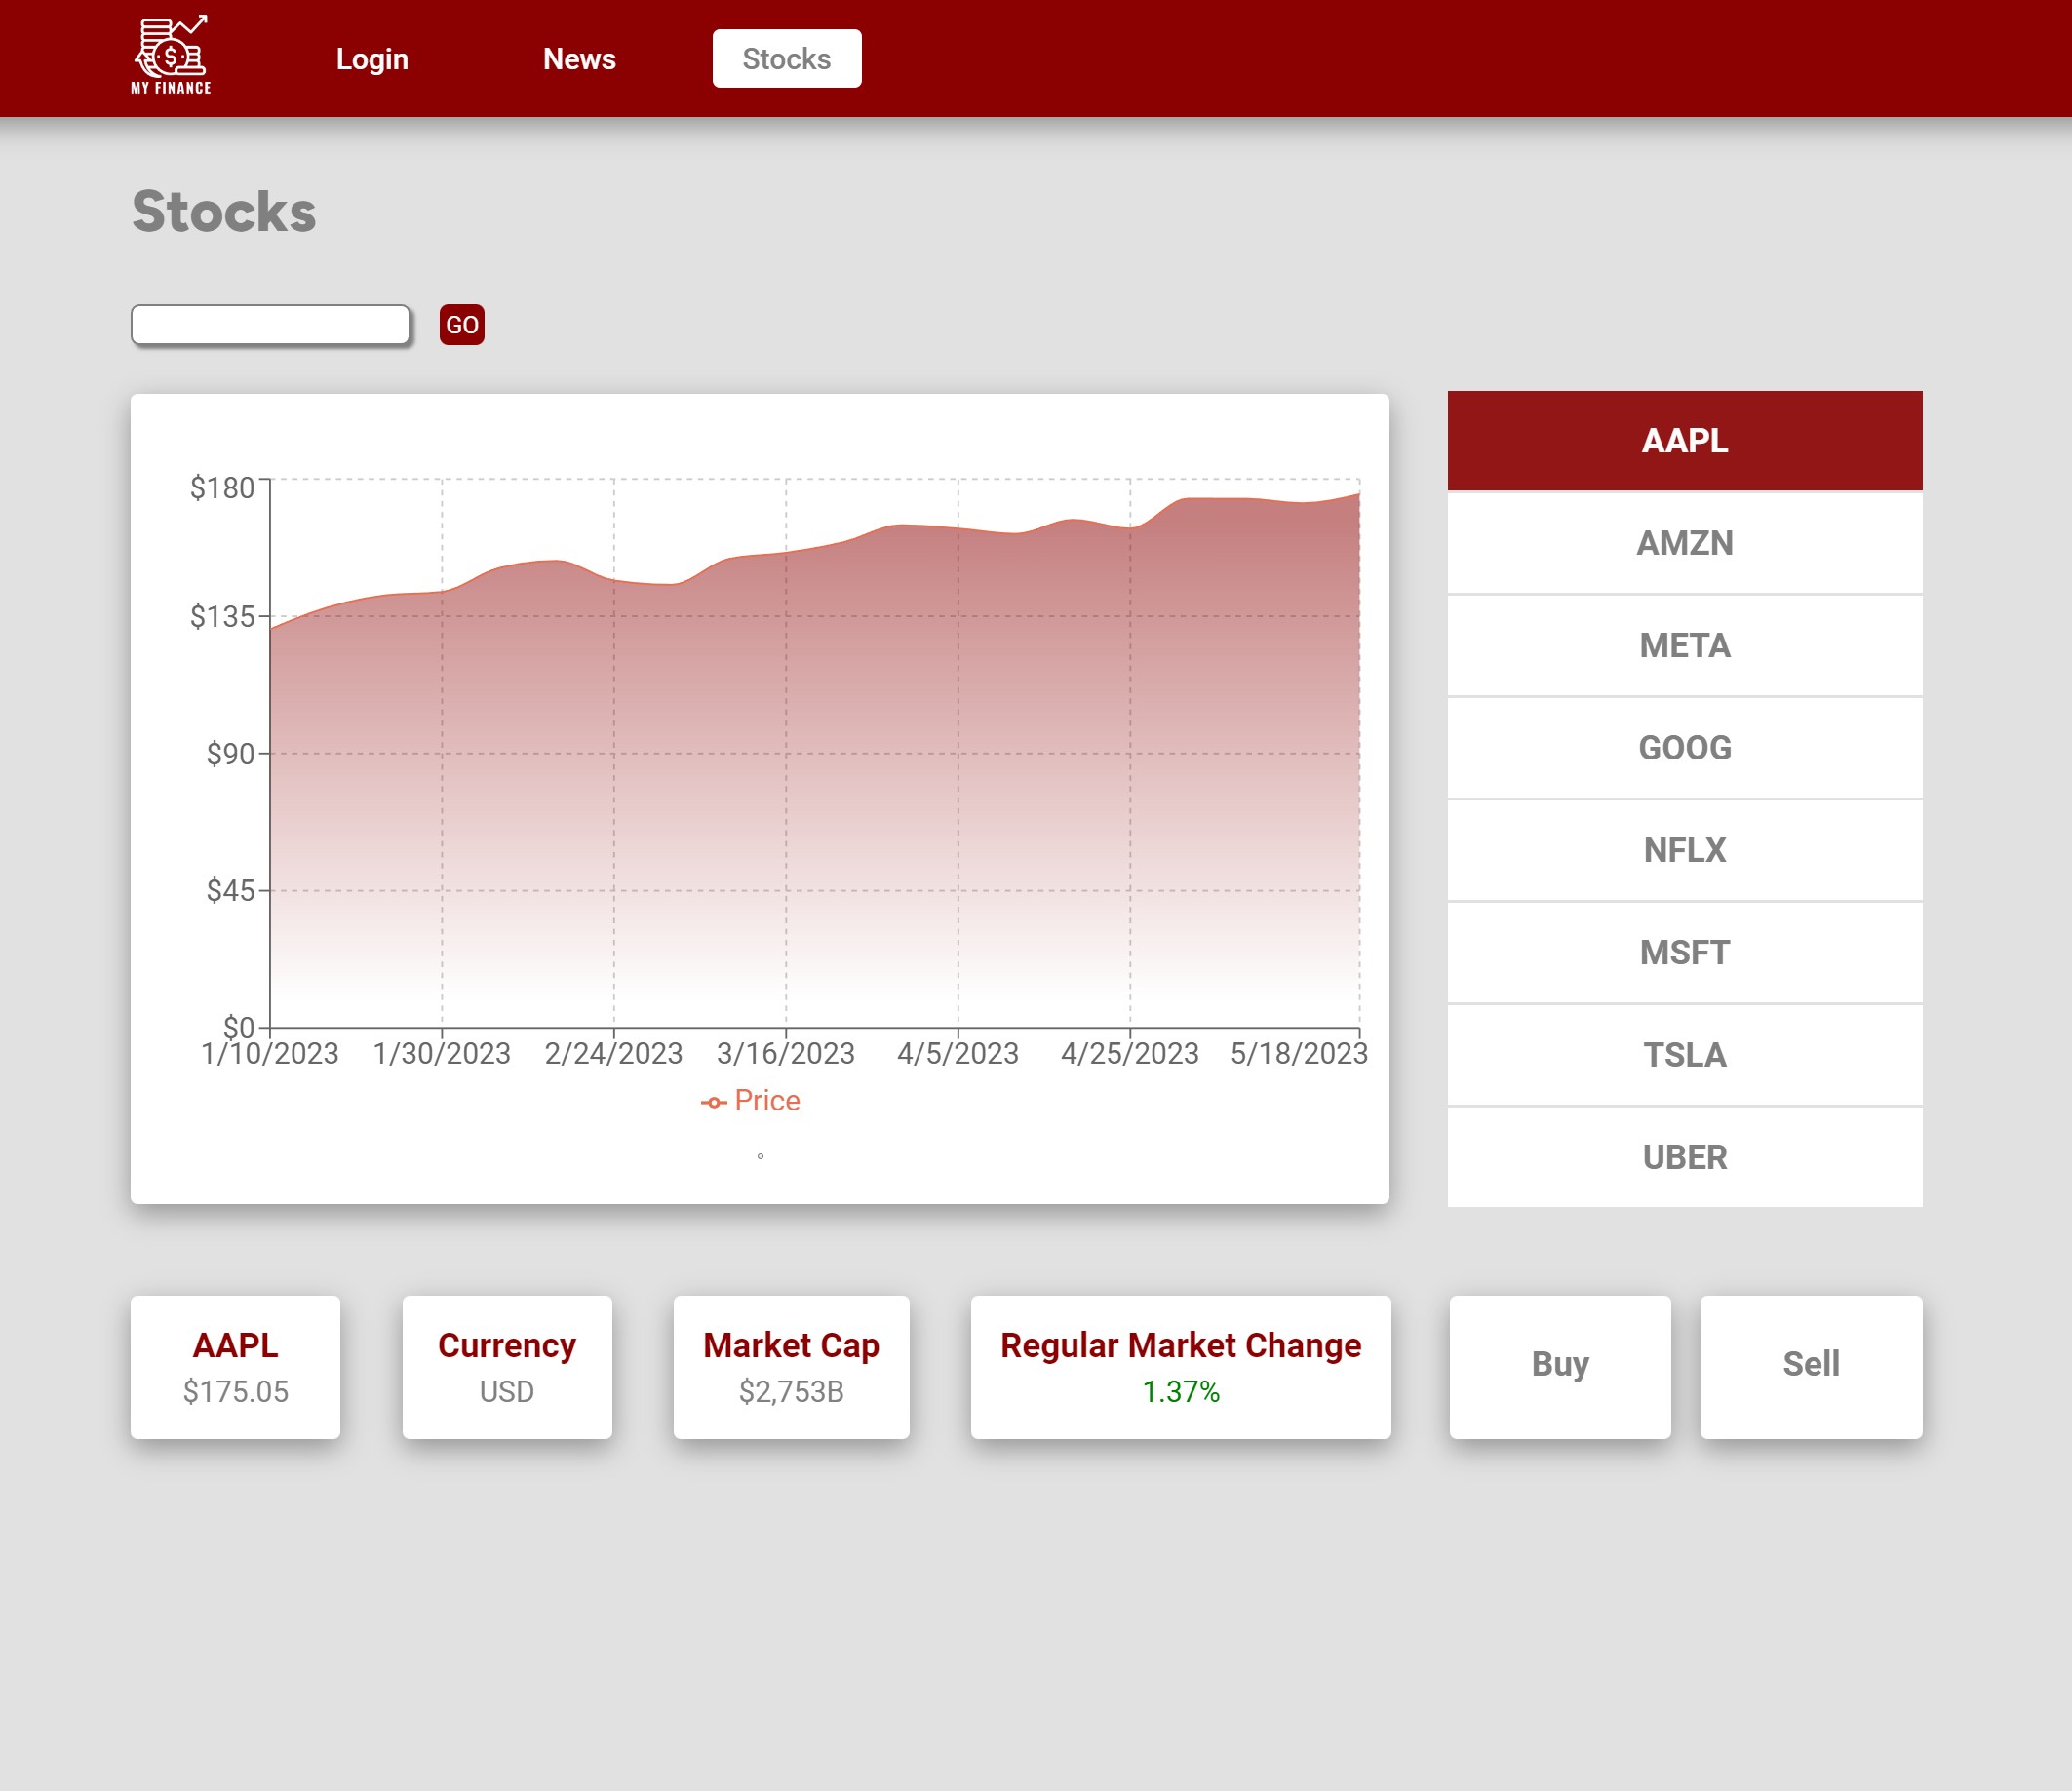 MY FINANCE
Login
News
Stocks
Stocks
GO
$180
$135
$90
$45
$0
1/10/2023 1/30/2023 2/24/2023 3/16/2023 4/5/2023 4/25/2023 5/18/2023
Price
AAPL
AMZN
META
GOOG
NFLX
MSFT
TSLA
UBER
AAPL
$175.05
Currency
USD
Market Cap
$2,753B
Regular Market Change
1.37%
Buy
Sell